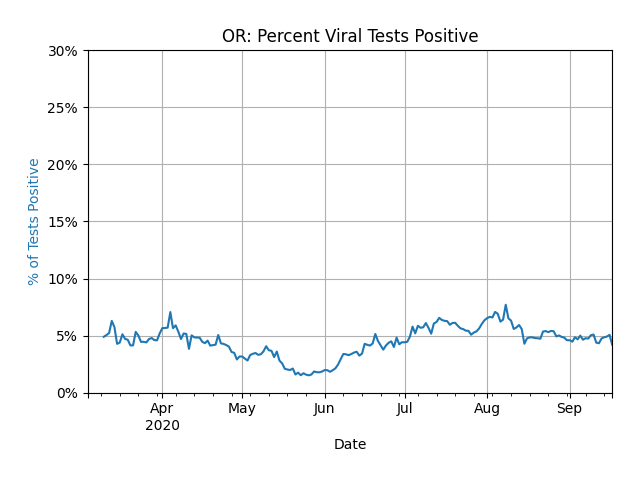 OR: Percent Viral Tests Positive
30%
25%
20%
15%
10%
5%
0%
% of Tests Positive
Apr May Jun Jul Aug Sep
2020
Date